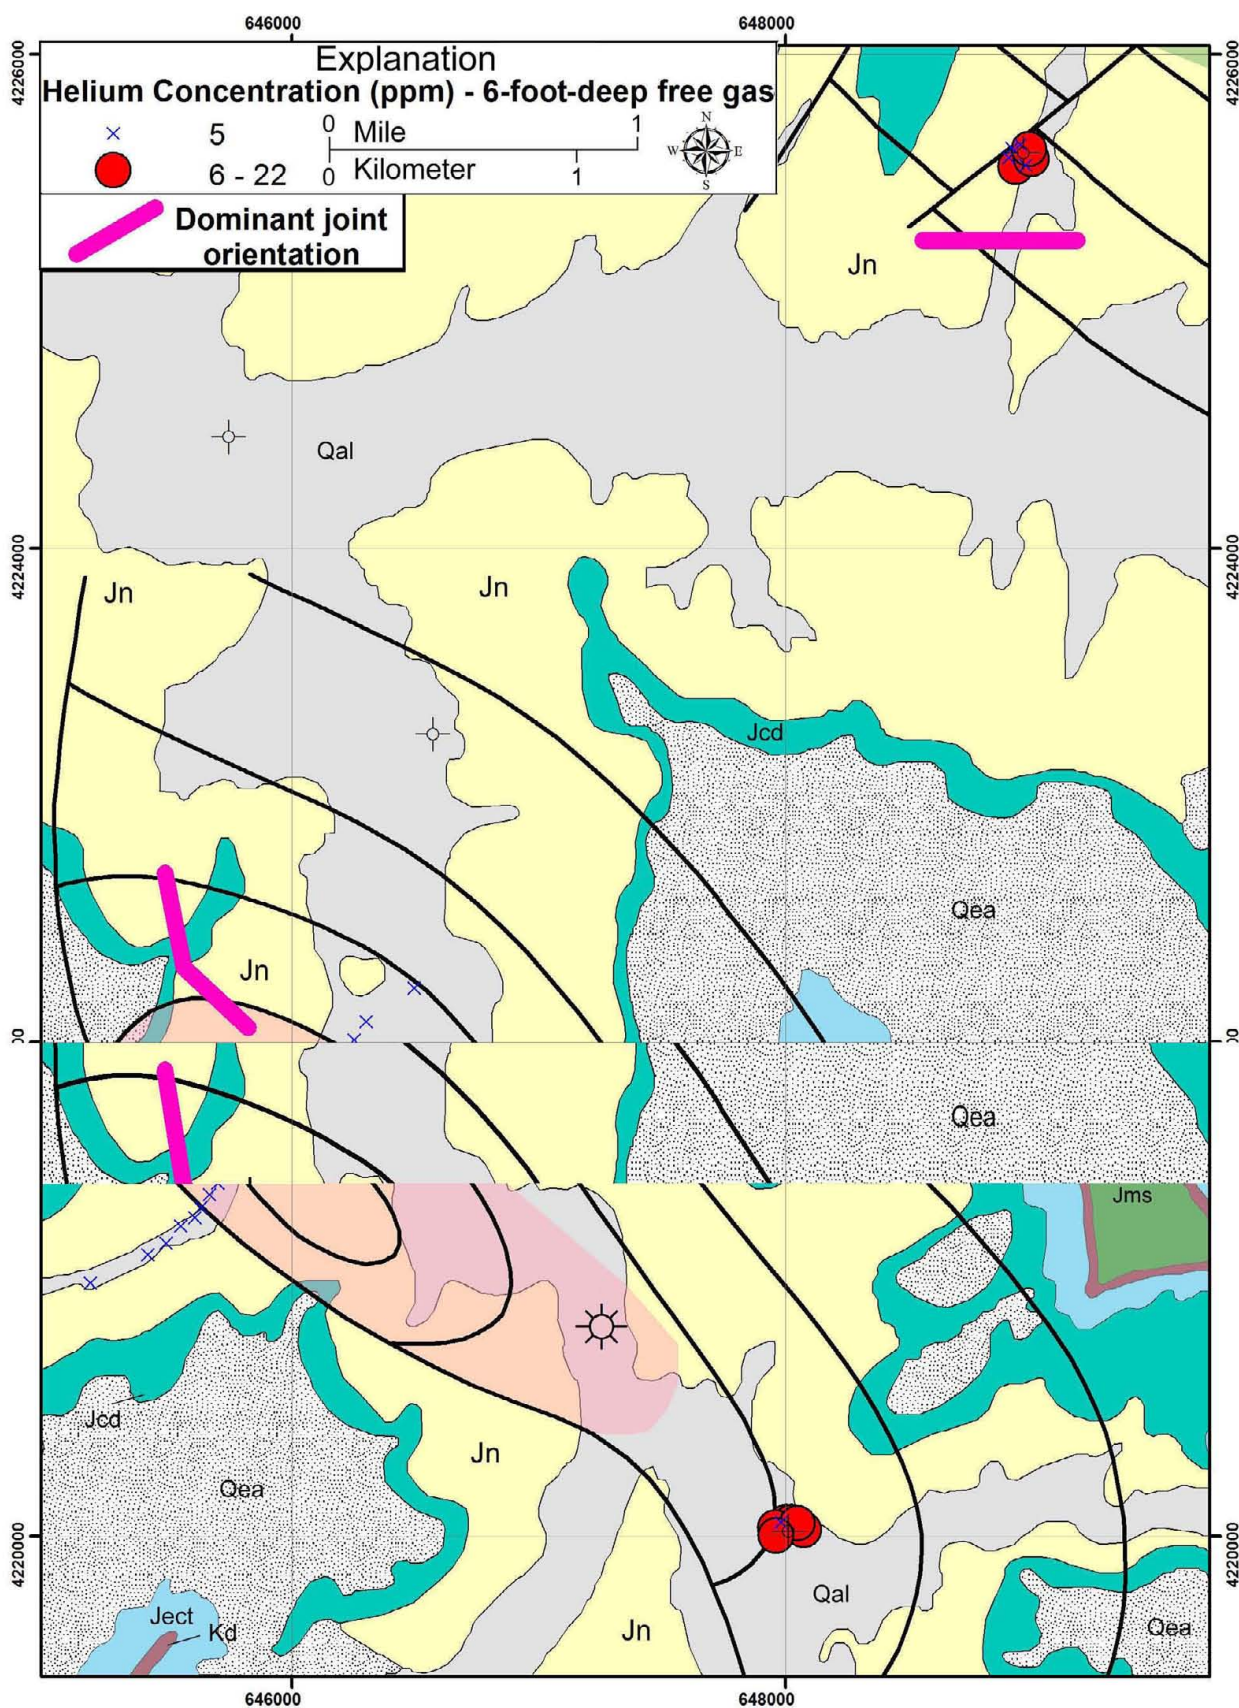 646000
648000
4226000
4226000
Explanation
Helium Concentration (ppm) - 6-foot-deep free gas
5
0 Mile 1
6 - 22
0 Kilometer 1
N
W E
S
Dominant joint
orientation
Jn
Qal
4224000
4224000
Jn
Jn
Jcd
Qea
Jn
Qea
Jms
Jcd
Jn
Qea
4220000
4220000
Qal
Ject
Kd
Jn
Qea
646000
648000